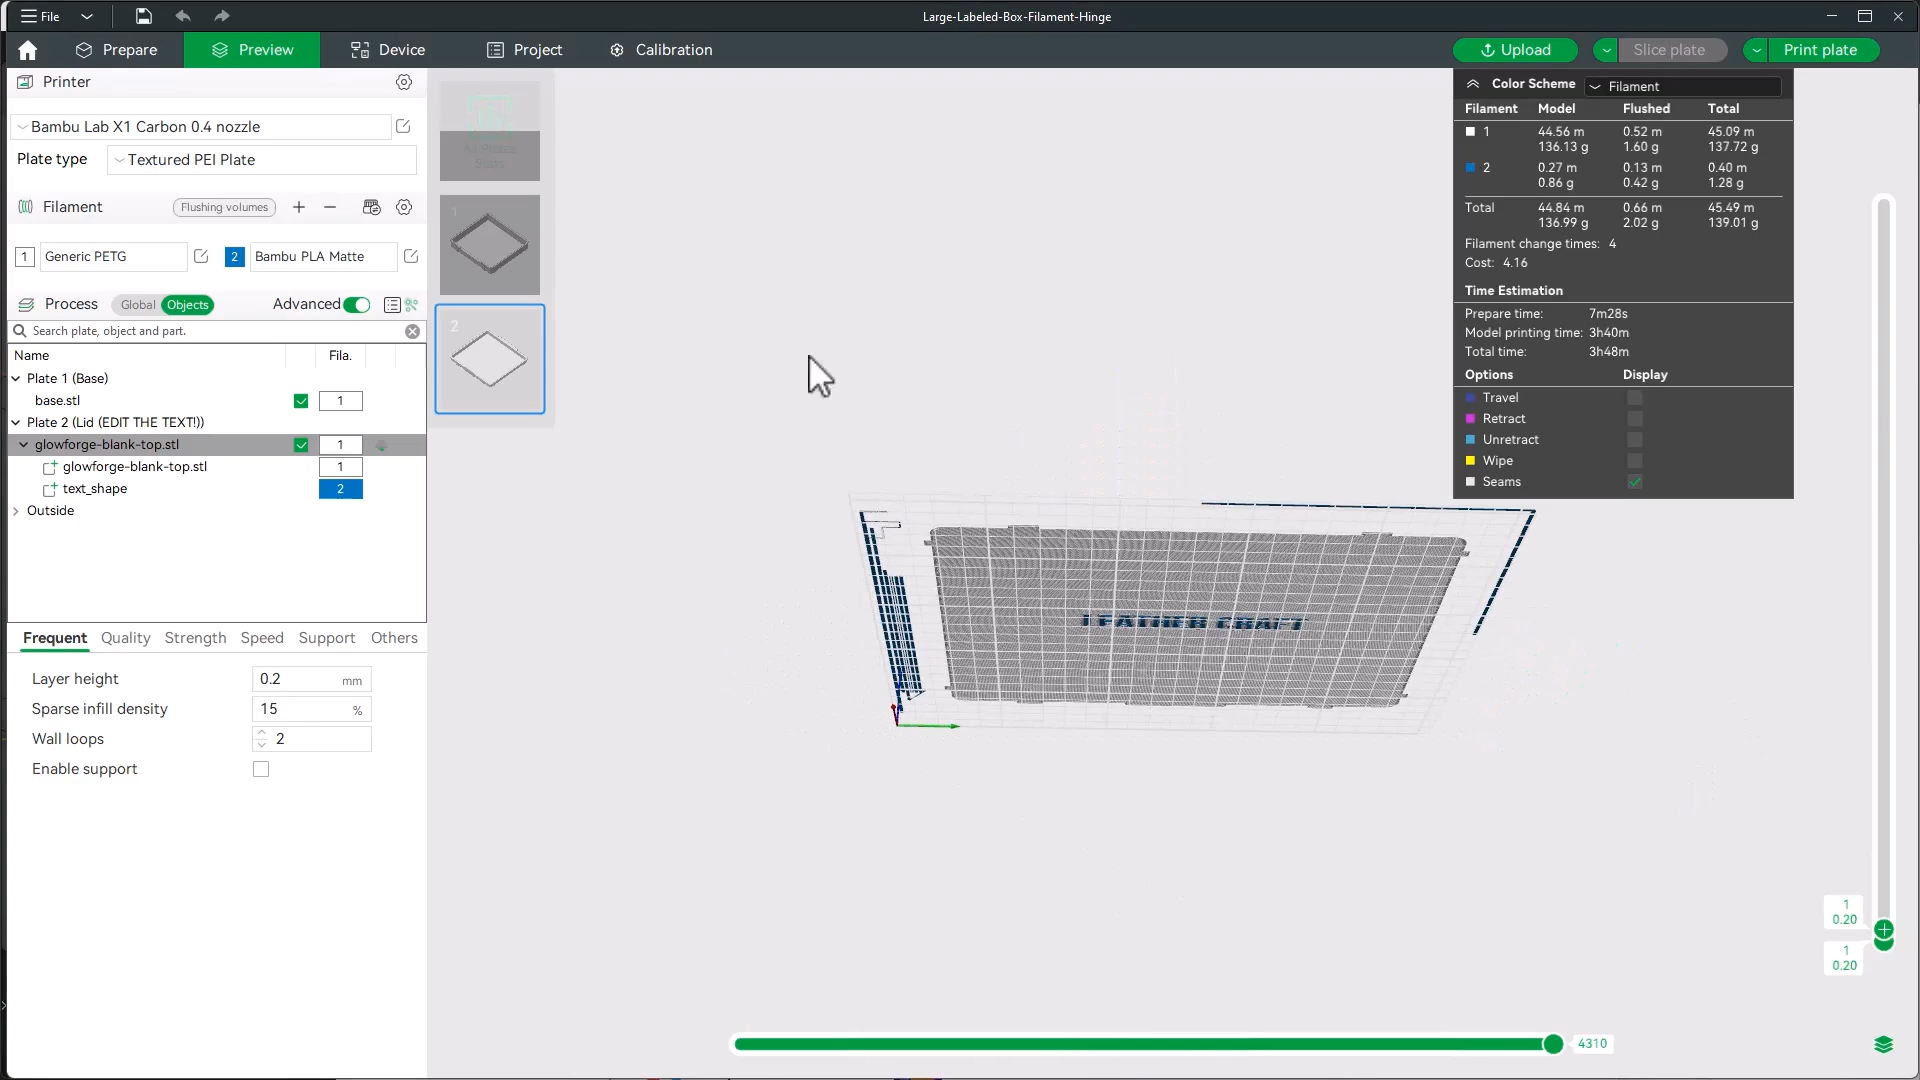 File
Large-Labeled-Box-Filament-Hinge
Prepare
Preview
Device
Project
Calibration
Upload
Slice plate
Print plate
Printer
Bambu Lab X1 Carbon 0.4 nozzle
Plate type
Textured PEI Plate
Filament
Flushing volumes
1
Generic PETG
2
Bambu PLA Matte
Process
Global
Objects
Advanced
Search plate, object and part.
Name
Fila.
Plate 1 (Base)
base.stl
1
Plate 2 (Lid (EDIT THE TEXT!))
glowforge-blank-top.stl
1
glowforge-blank-top.stl
1
text_shape
2
Outside
Frequent
Quality
Strength
Speed
Support
Others
Layer height
0.2
mm
Sparse infill density
15
%
Wall loops
2
Enable support
All Plates
Stats
1
2
Color Scheme
Filament
Filament Model Flushed Total
1 44.56 m 0.52 m 45.09 m
136.13 g 1.60 g 137.72 g
2 0.27 m 0.13 m 0.40 m
0.86 g 0.42 g 1.28 g
Total 44.84 m 0.66 m 45.49 m
136.99 g 2.02 g 139.01 g
Filament change times: 4
Cost: 4.16
Time Estimation
Prepare time: 7m28s
Model printing time: 3h40m
Total time: 3h48m
Options Display
Travel
Retract
Unretract
Wipe
Seams
CRAFT
1
0.20
1
0.20
4310